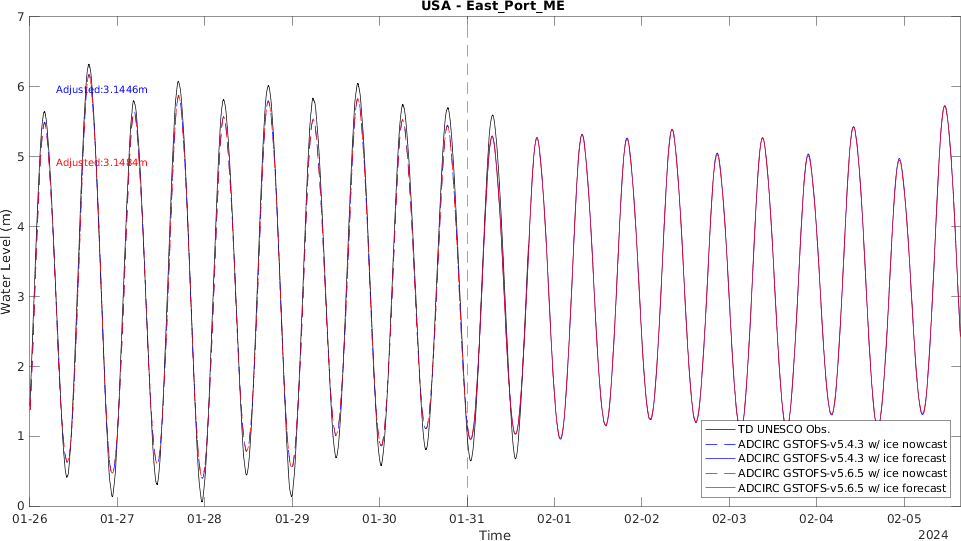 USA - East_Port_ME
7
6
5
4
3
2
1
0
Water Level (m)
Adjusted:3.1446m
Adjusted:3.1484m
TD UNESCO Obs.
ADCIRC GSTOFS-v5.4.3 w/ ice nowcast
ADCIRC GSTOFS-v5.4.3 w/ ice forecast
ADCIRC GSTOFS-v5.6.5 w/ ice nowcast
ADCIRC GSTOFS-v5.6.5 w/ ice forecast
01-26 01-27 01-28 01-29 01-30 01-31 02-01 02-02 02-03 02-04 02-05
Time
2024